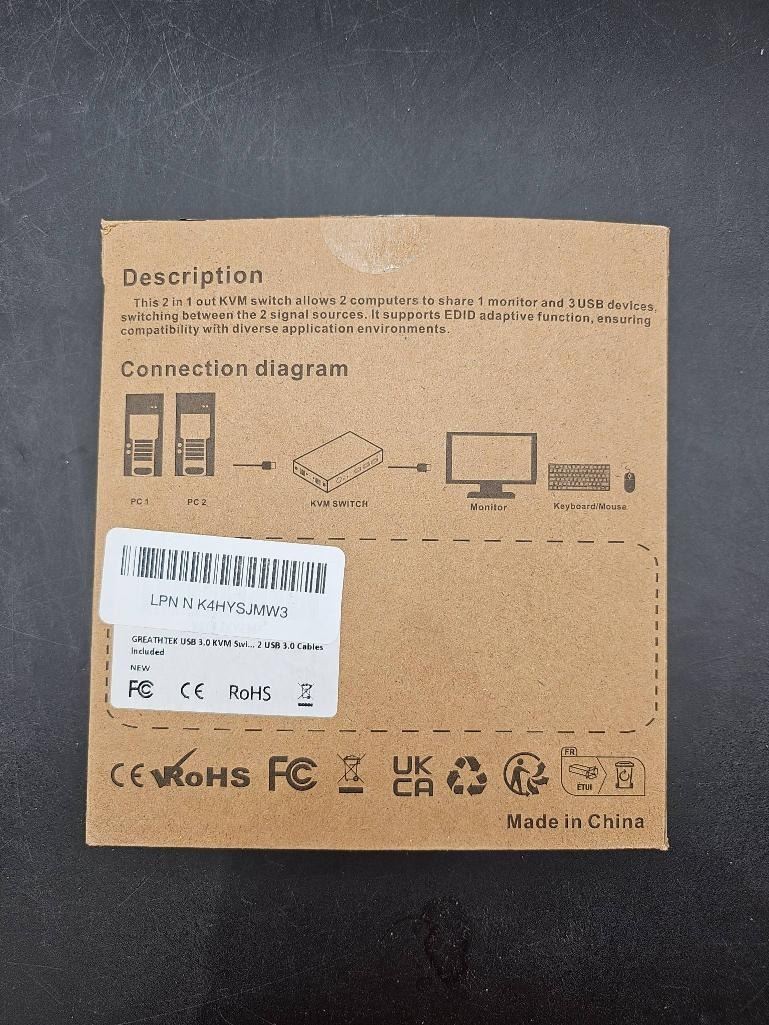 Description
This 2 in 1 out KVM switch allows 2 computers to share 1 monitor and 3 USB devices,
switching between the 2 signal sources. It supports EDID adaptive function, ensuring
compatibility with diverse application environments.
Connection diagram
PC 1
PC 2
KVM SWITCH
Monitor
Keyboard/Mouse
LPN N K4HYSJMW3
GREATHTEK USB 3.0 KVM Swi... 2 USB 3.0 Cables
Included
NEW
FC CE RoHS
CE RoHS FC UK
CA
FR
ETUI
Made in China